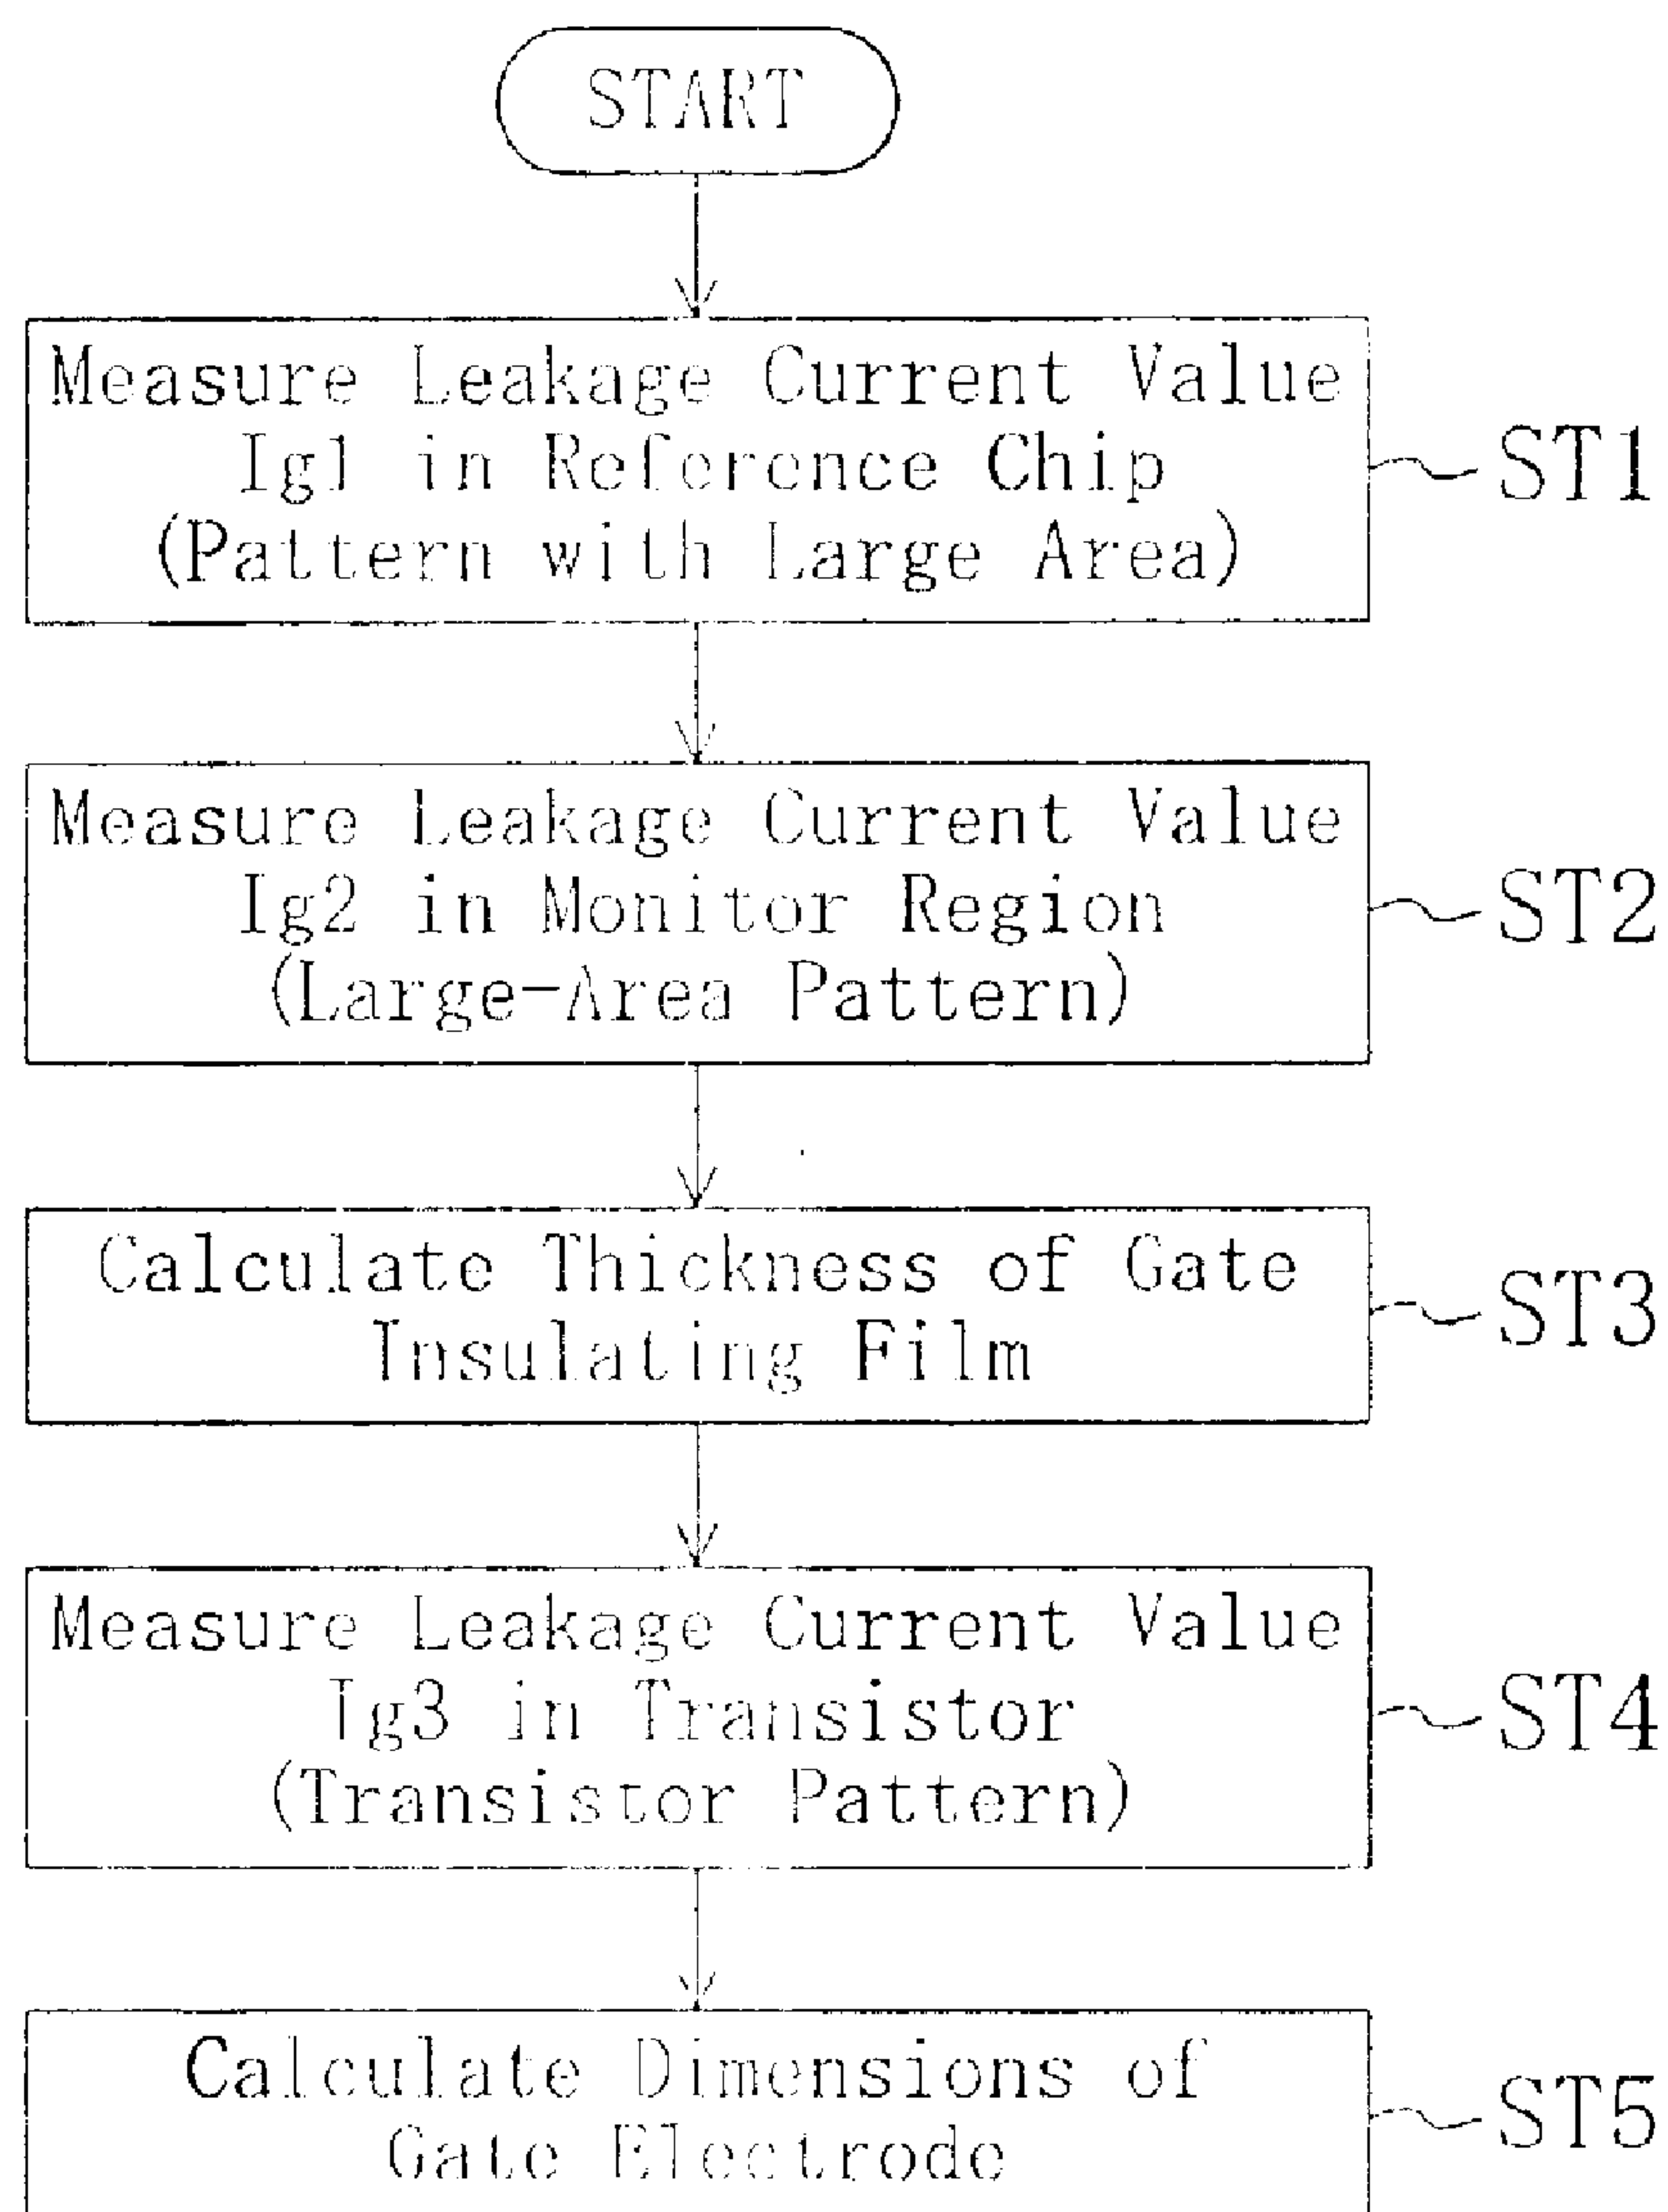 START
Measure Leakage Current Value
Ig1 in Reference Chip
(Pattern with Large Area)
ST1
Measure Leakage Current Value
Ig2 in Monitor Region
(Large-Area Pattern)
ST2
Calculate Thickness of Gate
Insulating Film
ST3
Measure Leakage Current Value
Ig3 in Transistor
(Transistor Pattern)
ST4
Calculate Dimensions of
Gate Electrode
ST5